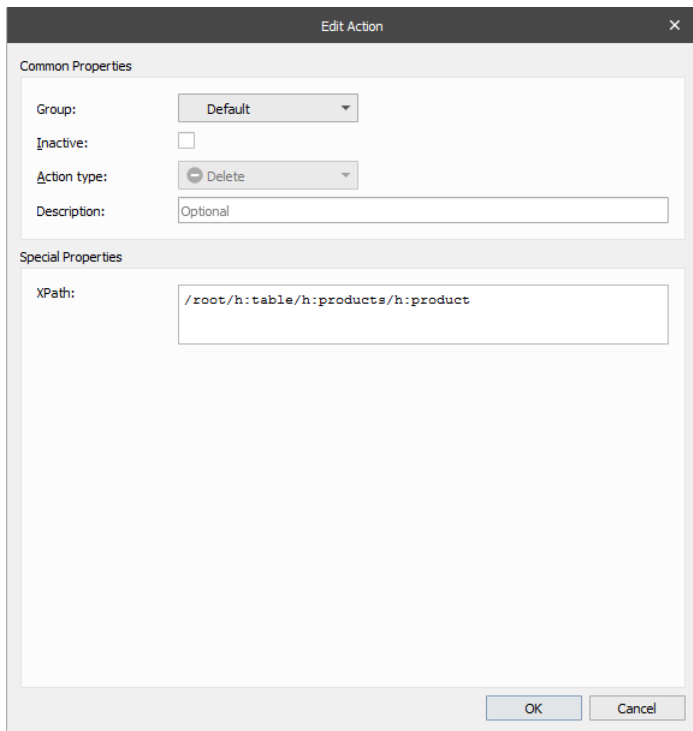 Edit Action
Common Properties
Group: Default
Inactive:
Action type: Delete
Description: Optional
Special Properties
XPath: /root/h:table/h:products/h:product
OK Cancel